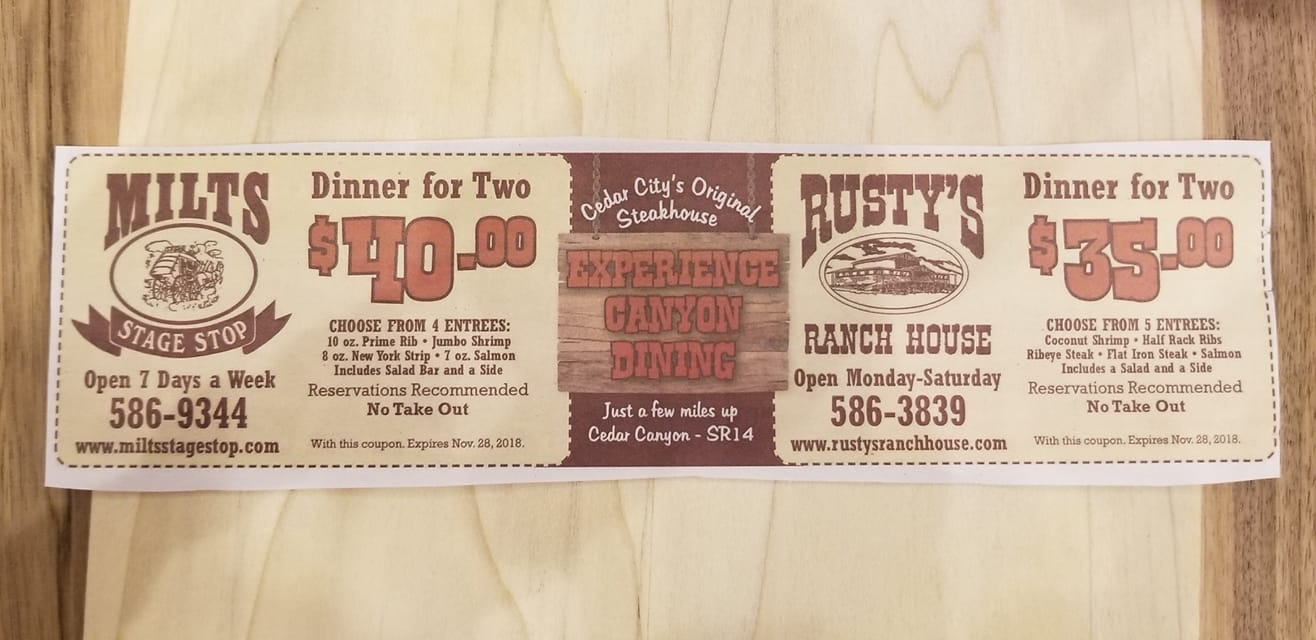 MILTS
STAGE STOP
Open 7 Days a Week
586-9344
www.miltsstagestop.com
Dinner for Two
$40.00
CHOOSE FROM 4 ENTREES:
10 oz. Prime Rib • Jumbo Shrimp
8 oz. New York Strip • 7 oz. Salmon
Includes Salad Bar and a Side
Reservations Recommended
No Take Out
With this coupon. Expires Nov. 28, 2018.
Cedar City's Original
Steakhouse
EXPERIENCE
CANYON
DINING
Just a few miles up
Cedar Canyon - SR14
RUSTY'S
RANCH HOUSE
Open Monday-Saturday
586-3839
www.rustysranchhouse.com
Dinner for Two
$35.00
CHOOSE FROM 5 ENTREES:
Coconut Shrimp • Half Rack Ribs
Ribeye Steak • Flat Iron Steak • Salmon
Includes a Salad and a Side
Reservations Recommended
No Take Out
With this coupon. Expires Nov. 28, 2018.